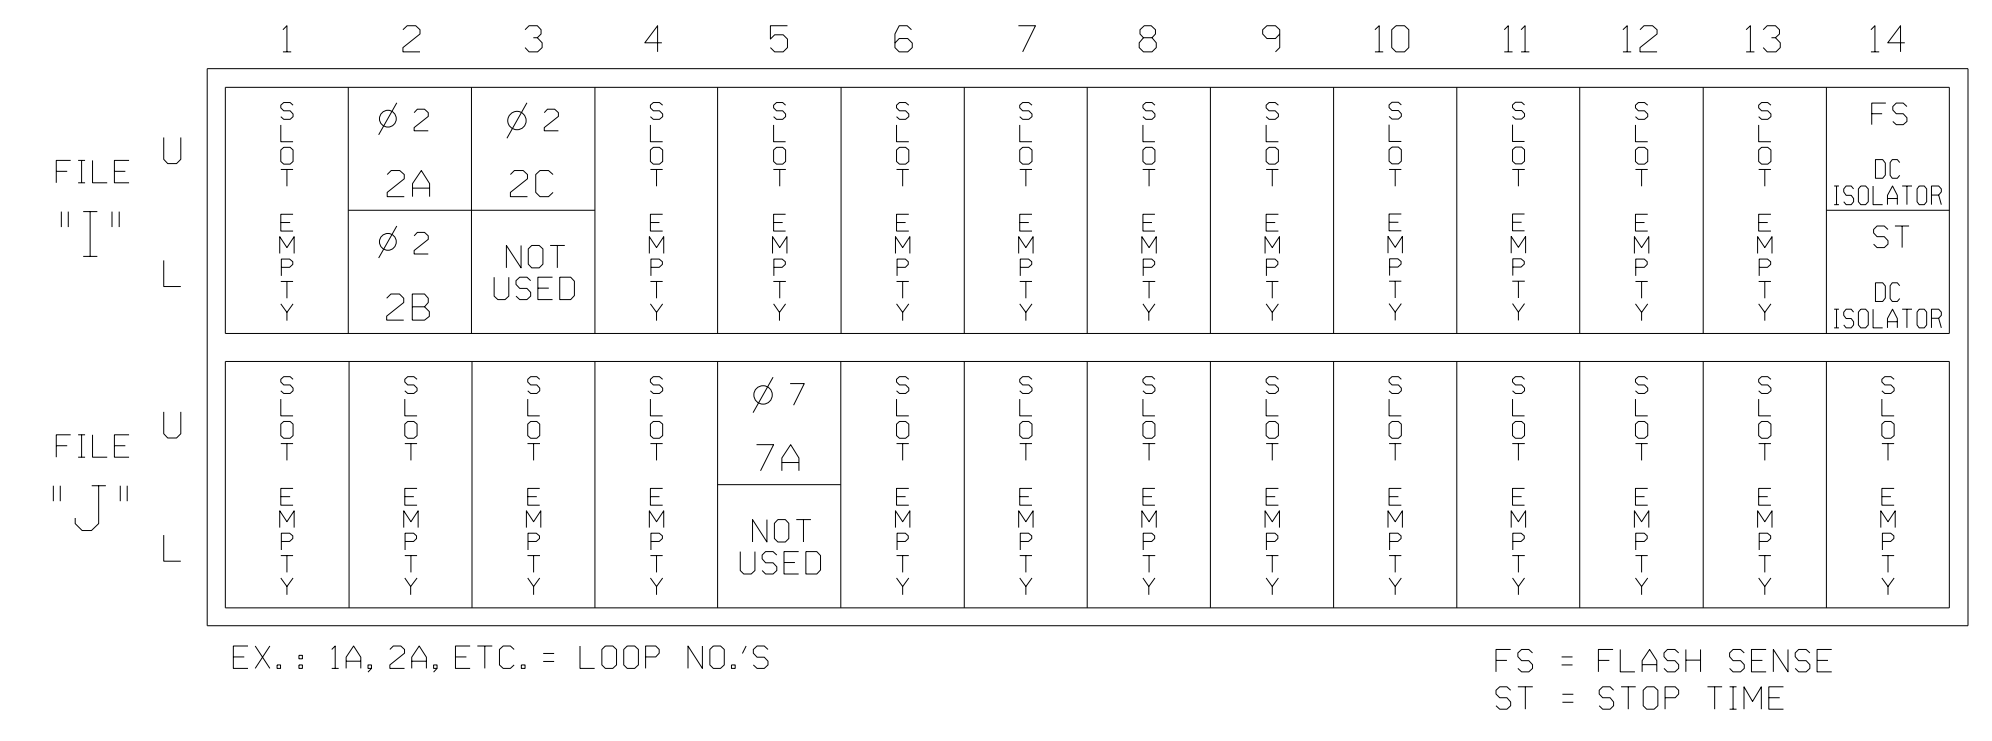 1 2 3 4 5 6 7 8 9 10 11 12 13 14
FILE "I"
U
L
SLOT EMPTY
Ø 2
2A
Ø 2
2B
Ø 2
2C
NOT USED
SLOT EMPTY
SLOT EMPTY
SLOT EMPTY
SLOT EMPTY
SLOT EMPTY
SLOT EMPTY
SLOT EMPTY
SLOT EMPTY
SLOT EMPTY
SLOT EMPTY
FS
DC
ISOLATOR
ST
DC
ISOLATOR
FILE "J"
U
L
SLOT EMPTY
SLOT EMPTY
SLOT EMPTY
SLOT EMPTY
Ø 7
7A
NOT USED
SLOT EMPTY
SLOT EMPTY
SLOT EMPTY
SLOT EMPTY
SLOT EMPTY
SLOT EMPTY
SLOT EMPTY
SLOT EMPTY
SLOT EMPTY
EX.: 1A, 2A, ETC. = LOOP NO.'S
FS = FLASH SENSE
ST = STOP TIME